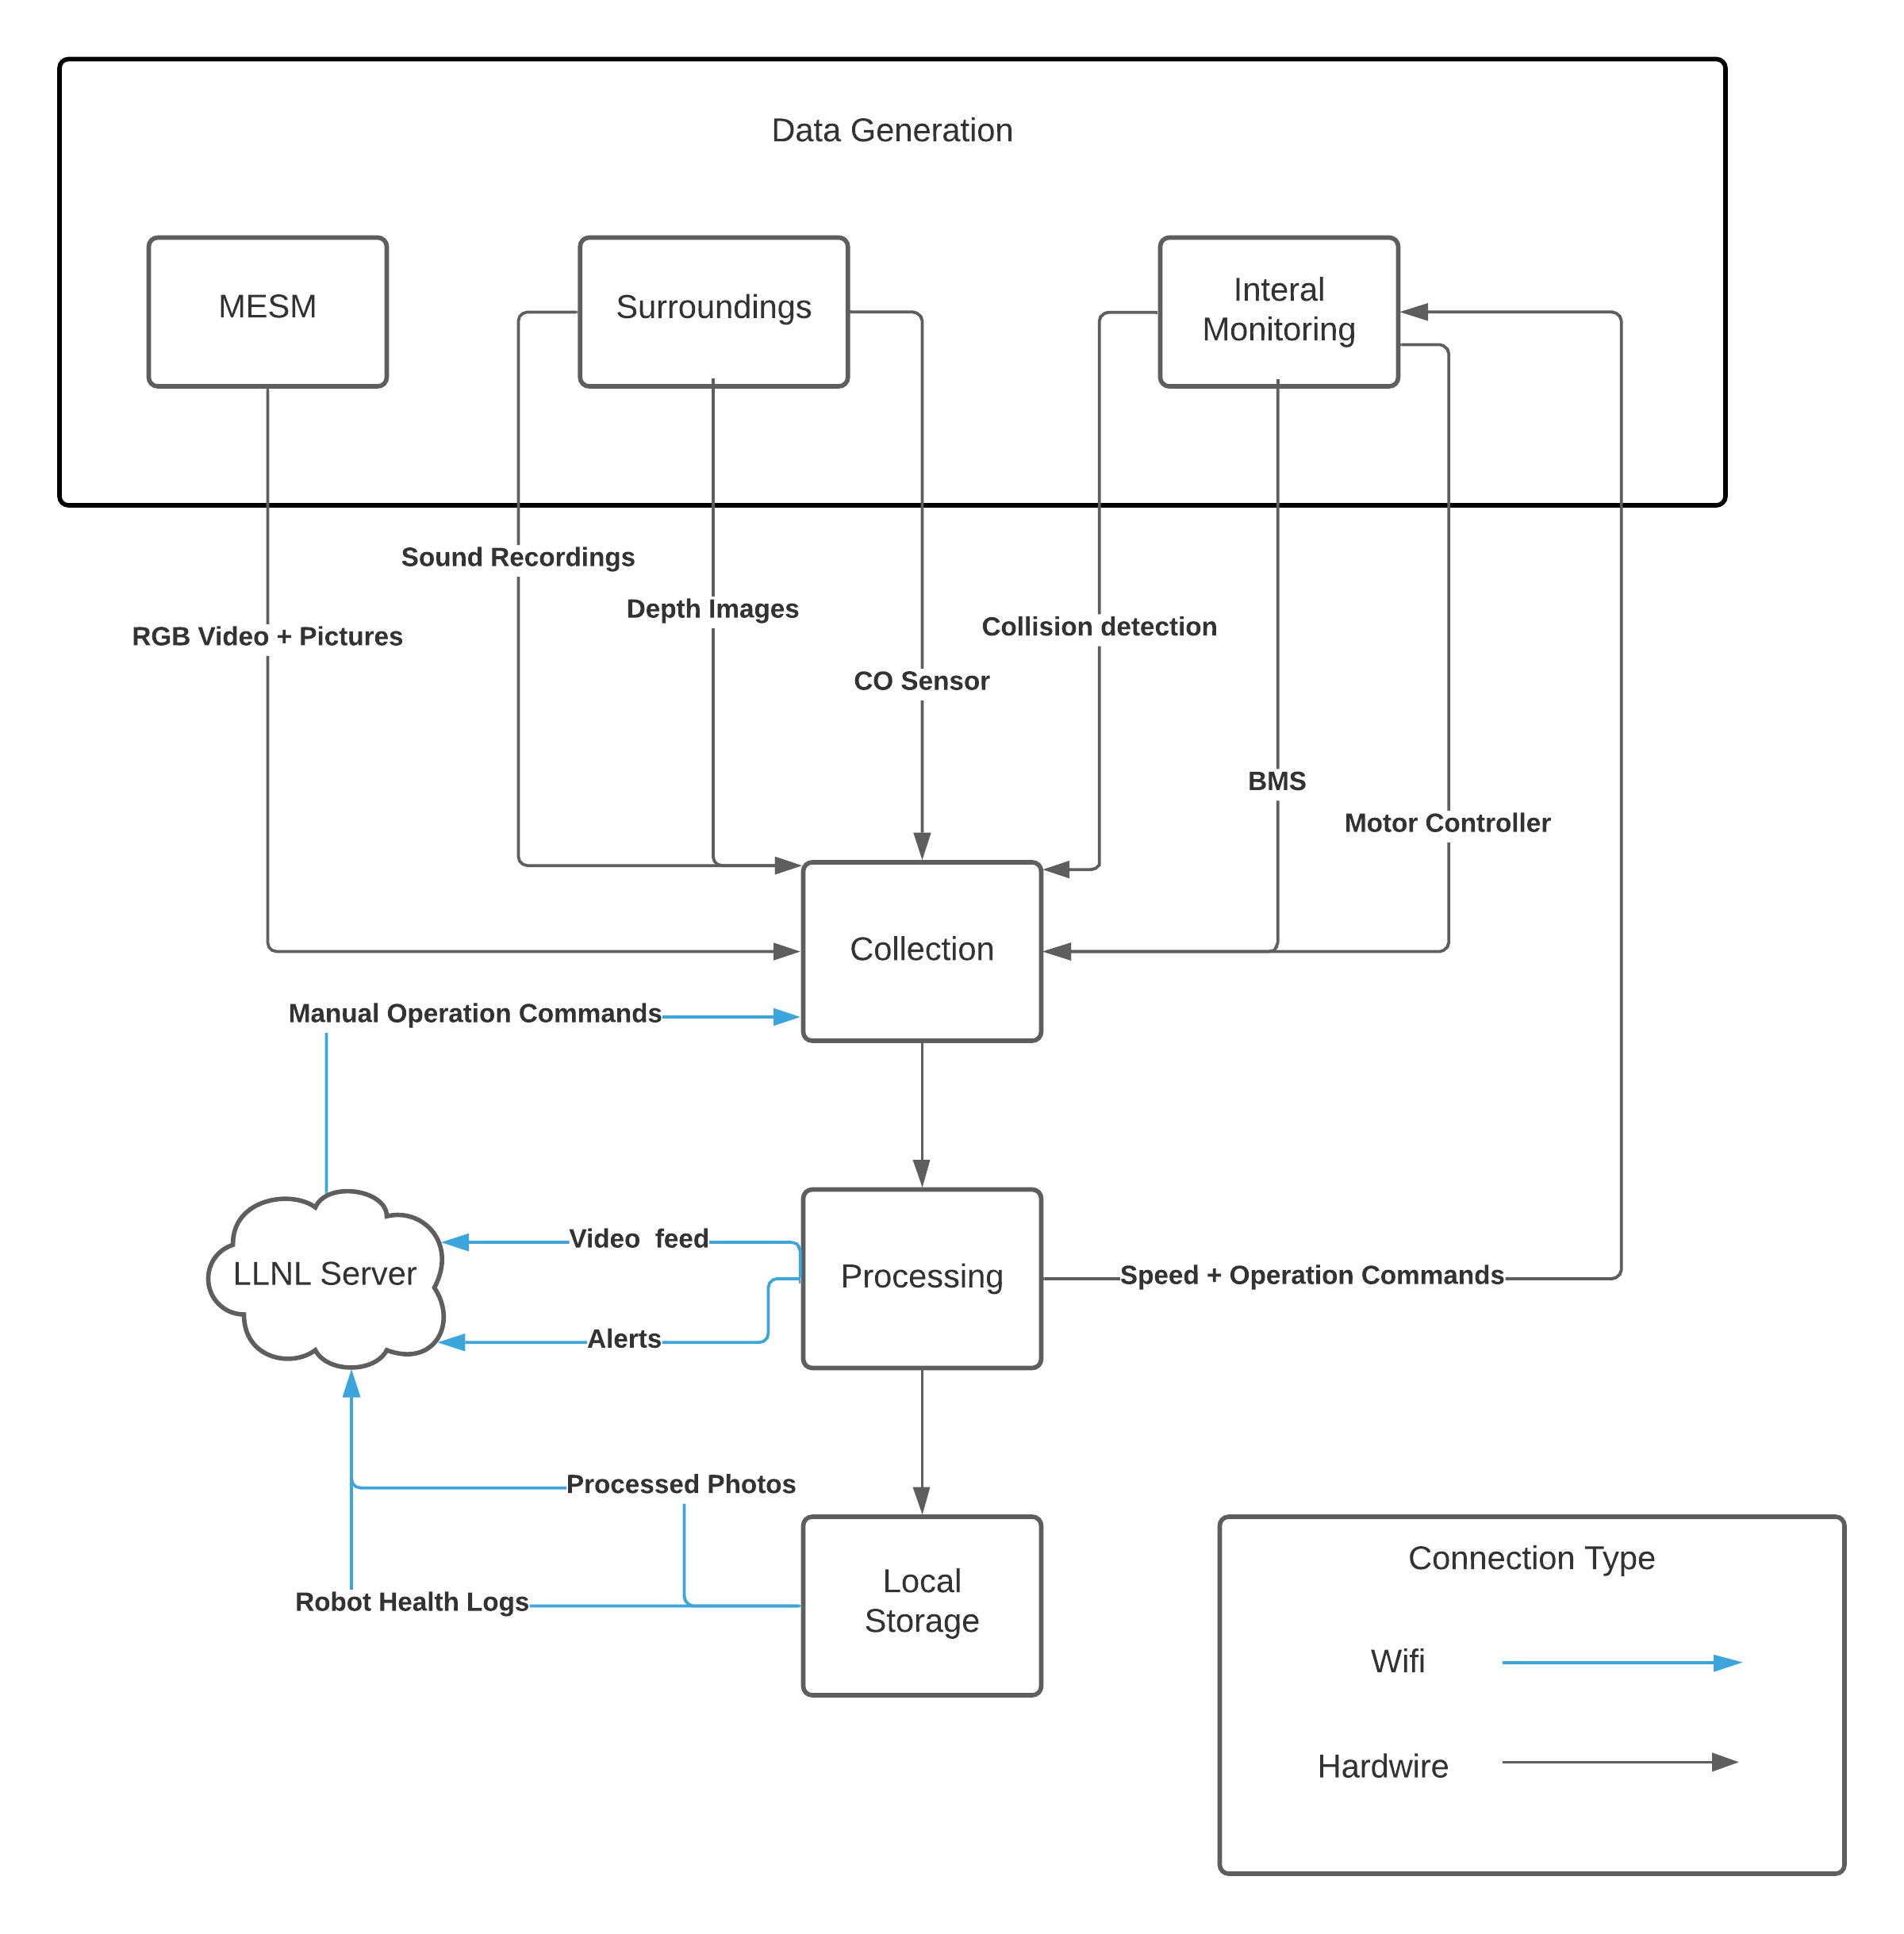 Data Generation
MESM
Surroundings
Interal
Monitoring
Sound Recordings
Depth Images
Collision detection
RGB Video + Pictures
CO Sensor
BMS
Motor Controller
Collection
Manual Operation Commands
Video  feed
LLNL Server
Processing
Speed + Operation Commands
Alerts
Processed Photos
Robot Health Logs
Local
Storage
Connection Type
Wifi
Hardwire